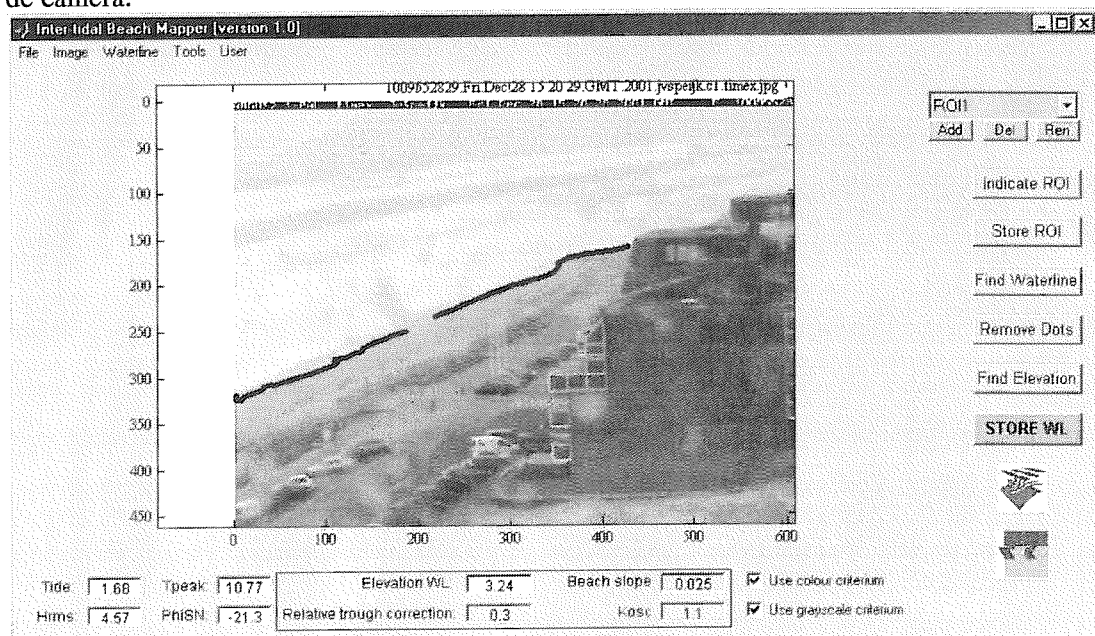 de camera.
Intertidal Beach Mapper [version 1.0]
File Image Waterline Tools User
1009552829.Fri.Dec.28 15 20 29.GMT.2001.jvspeijk.c1.timex.jpg
0
50
100
150
200
250
300
350
400
450
0 100 200 300 400 500 600
ROI1
Add Del Ren
Indicate ROI
Store ROI
Find Waterline
Remove Dots
Find Elevation
STORE WL
Tide: 1.68 Tpeak: 10.77 Elevation WL: 3.24 Beach slope 0.025 Use colour criterium
Hrms: 4.57 PhiSN: -21.3 Relative trough correction: 0.3 Kosc 1.1 Use grayscale criterium